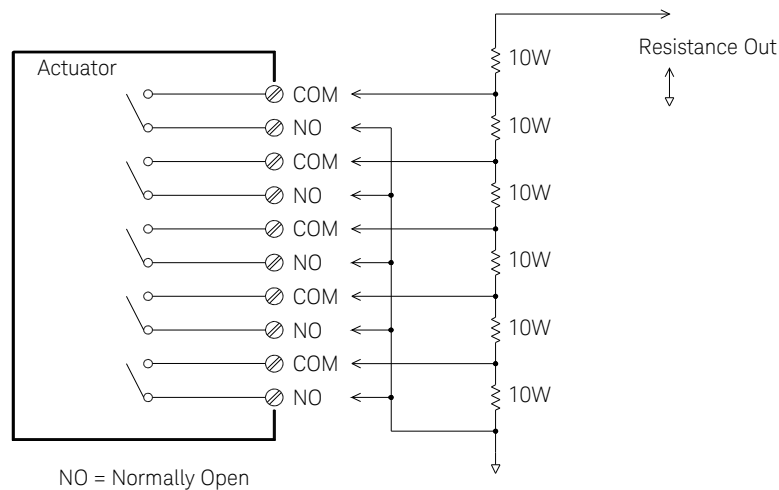 Resistance Out
Actuator
10W
COM
10W
NO
COM
10W
NO
COM
10W
NO
COM
10W
NO
COM
10W
NO
NO = Normally Open